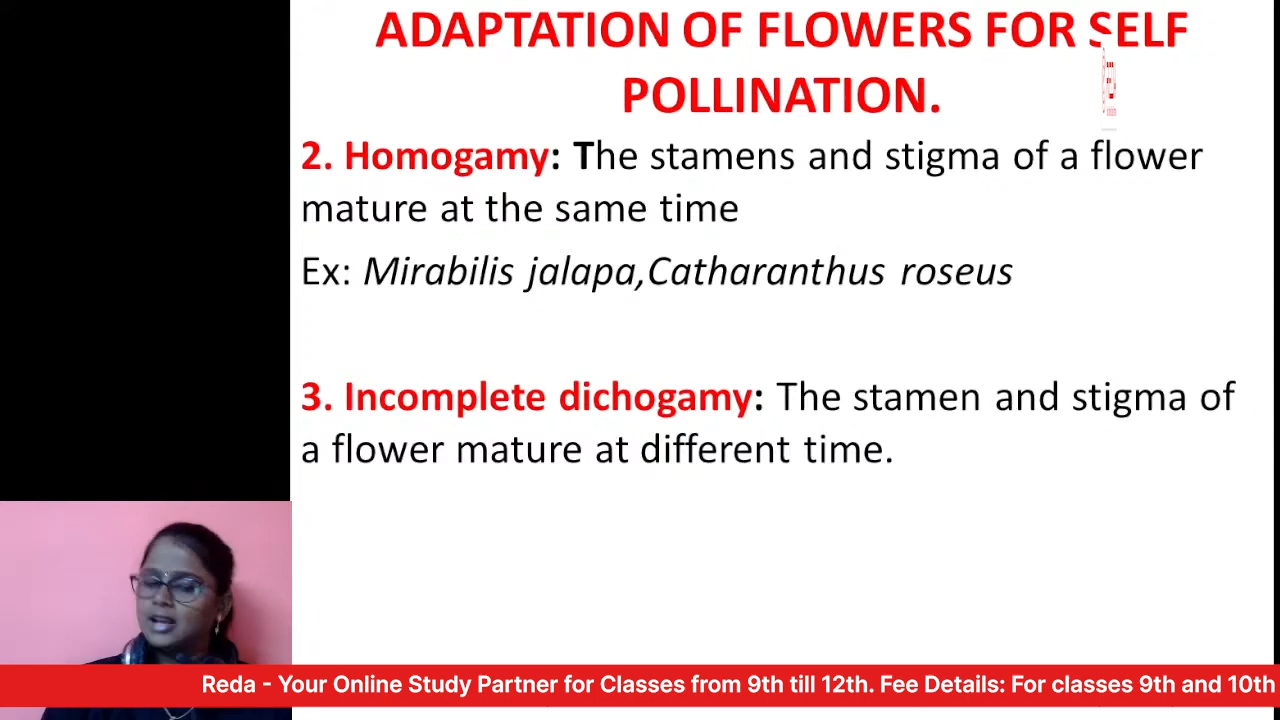 ADAPTATION OF FLOWERS FOR SELF
POLLINATION.
2. Homogamy: The stamens and stigma of a flower
mature at the same time
Ex: Mirabilis jalapa,Catharanthus roseus
3. Incomplete dichogamy: The stamen and stigma of
a flower mature at different time.
Reda - Your Online Study Partner for Classes from 9th till 12th. Fee Details: For classes 9th and 10th